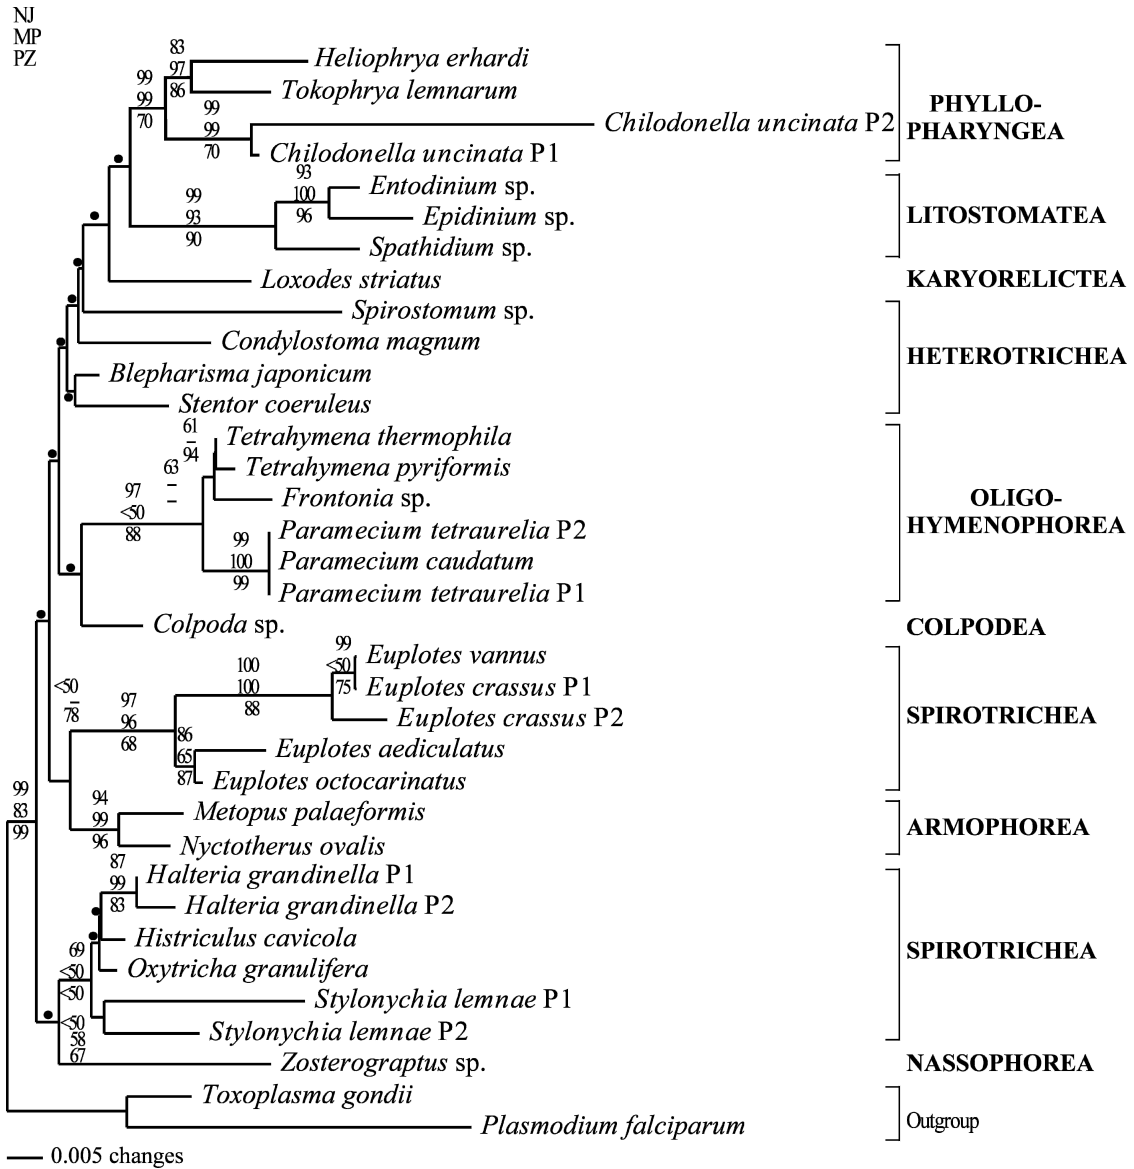 NJ
MP
PZ
83
97
86
Heliophrya erhardi
Tokophrya lemnarum
99
99
70
99
99
70
Chilodonella uncinata P2
Chilodonella uncinata P1
PHYLLO-
PHARYNGEA
93
100
96
Entodinium sp.
Epidinium sp.
99
93
90
Spathidium sp.
LITOSTOMATEA
Loxodes striatus
KARYORELICTEA
Spirostomum sp.
Condylostoma magnum
Blepharisma japonicum
Stentor coeruleus
HETEROTRICHEA
61
–
94
Tetrahymena thermophila
Tetrahymena pyriformis
63
–
–
Frontonia sp.
97
<50
88
99
100
99
Paramecium tetraurelia P2
Paramecium caudatum
Paramecium tetraurelia P1
OLIGO-
HYMENOPHOREA
Colpoda sp.
COLPODEA
99
<50
75
Euplotes vannus
Euplotes crassus P1
100
100
88
Euplotes crassus P2
<50
–
78
97
96
68
86
65
87
Euplotes aediculatus
Euplotes octocarinatus
SPIROTRICHEA
94
99
96
Metopus palaeformis
Nyctotherus ovalis
ARMOPHOREA
99
83
99
87
99
83
Halteria grandinella P1
Halteria grandinella P2
Histriculus cavicola
Oxytricha granulifera
69
<50
<50
Stylonychia lemnae P1
Stylonychia lemnae P2
SPIROTRICHEA
<50
58
67
Zosterograptus sp.
NASSOPHOREA
Toxoplasma gondii
Plasmodium falciparum
Outgroup
0.005 changes